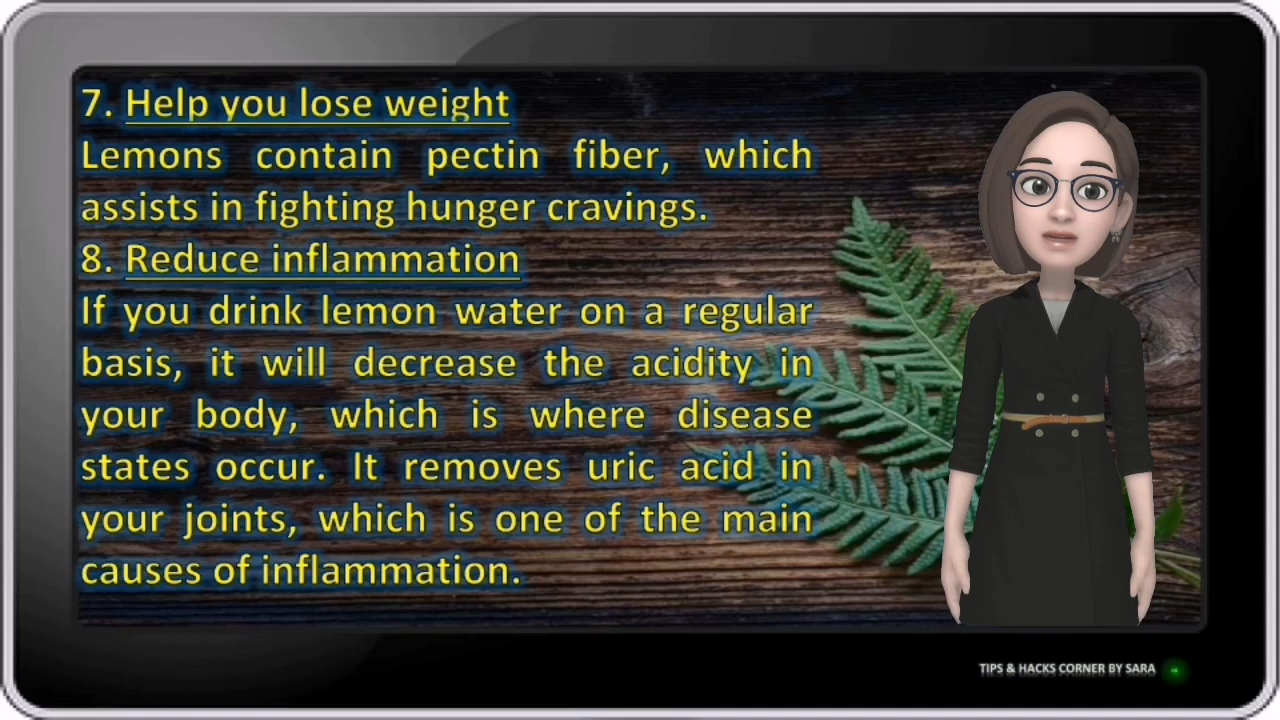 7. Help you lose weight
Lemons contain pectin fiber, which
assists in fighting hunger cravings.
8. Reduce inflammation
If you drink lemon water on a regular
basis, it will decrease the acidity in
your body, which is where disease
states occur. It removes uric acid in
your joints, which is one of the main
causes of inflammation.
TIPS & HACKS CORNER BY SARA